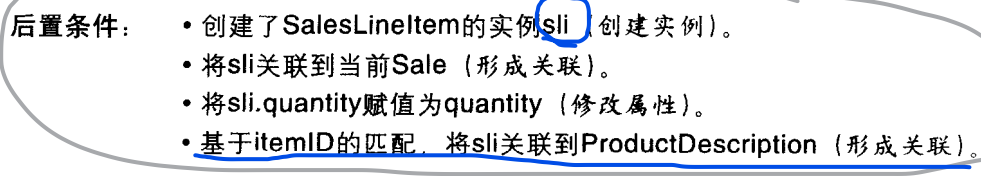 后置条件： • 创建了SalesLineItem的实例sli（创建实例）。
• 将sli关联到当前Sale（形成关联）。
• 将sli.quantity赋值为quantity（修改属性）。
• 基于itemID的匹配，将sli关联到ProductDescription（形成关联）。